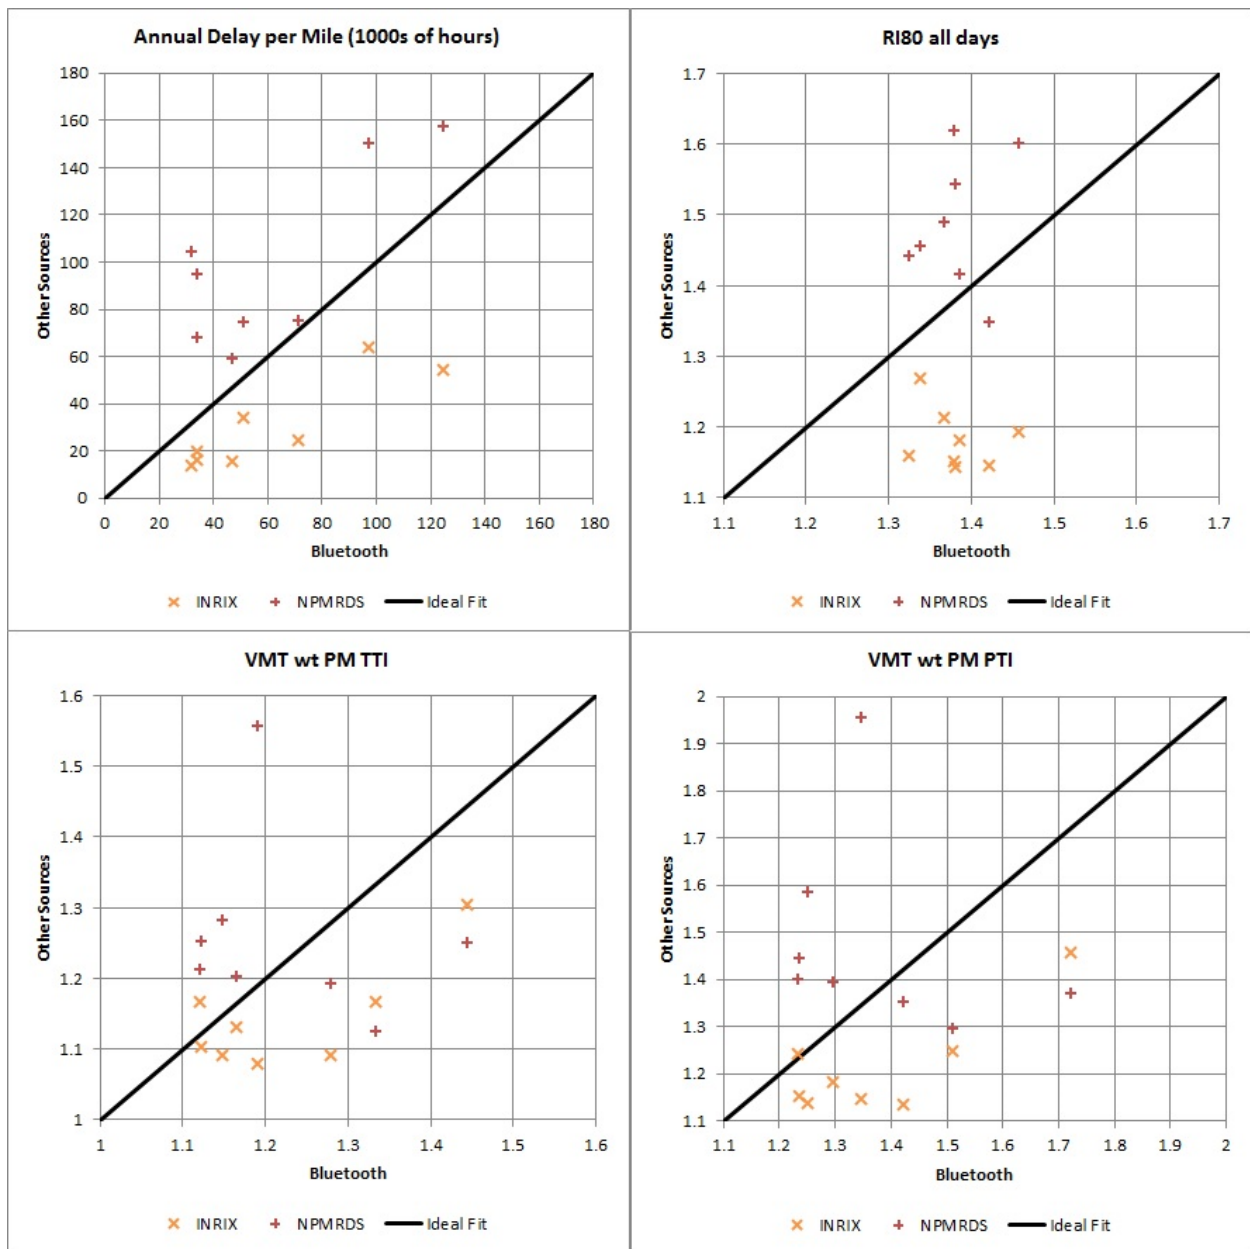 Annual Delay per Mile (1000s of hours)
180
160
140
120
100
80
60
40
20
0
Other Sources
0 20 40 60 80 100 120 140 160 180
Bluetooth
INRIX NPMRDS Ideal Fit
RI80 all days
1.7
1.6
1.5
1.4
1.3
1.2
1.1
Other Sources
1.1 1.2 1.3 1.4 1.5 1.6 1.7
Bluetooth
INRIX NPMRDS Ideal Fit
VMT wt PM TTI
1.6
1.5
1.4
1.3
1.2
1.1
1
Other Sources
1 1.1 1.2 1.3 1.4 1.5 1.6
Bluetooth
INRIX NPMRDS Ideal Fit
VMT wt PM PTI
2
1.9
1.8
1.7
1.6
1.5
1.4
1.3
1.2
1.1
Other Sources
1.1 1.2 1.3 1.4 1.5 1.6 1.7 1.8 1.9 2
Bluetooth
INRIX NPMRDS Ideal Fit